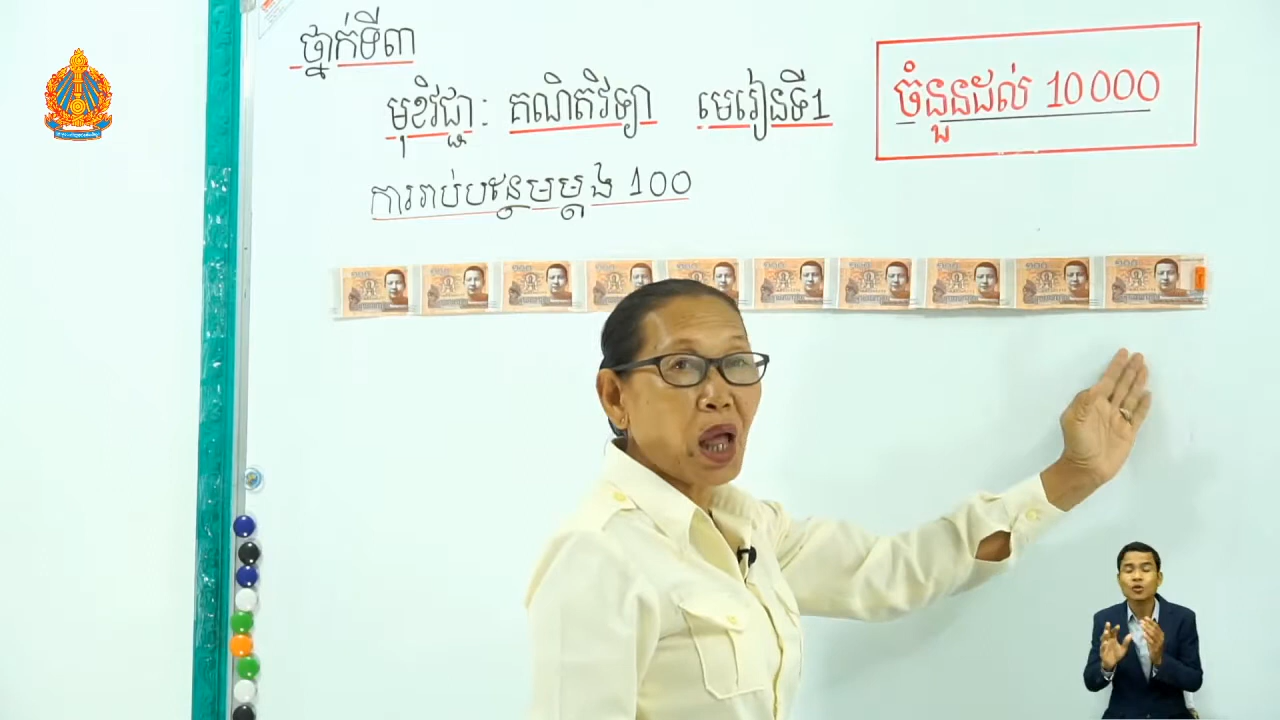 ថ្នាក់ទី៣
មុខវិជ្ជា : គណិតវិទ្យា មេរៀនទី1
ចំនួនដល់ 10 000
ការរាប់បន្ថែមម្តង 100